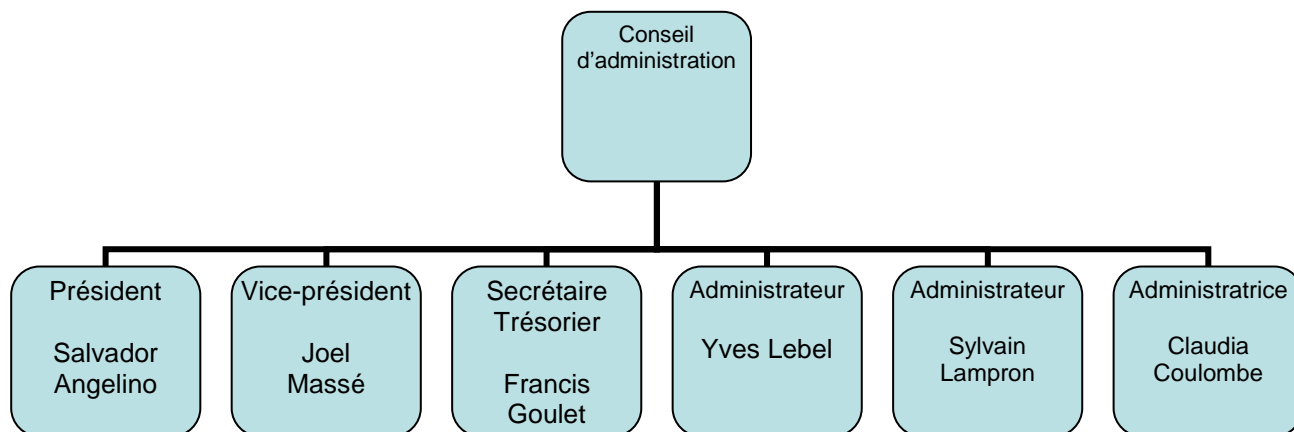 Conseil
d'administration
Président
Salvador
Angelino
Vice-président
Joel
Massé
Secrétaire
Trésorier
Francis
Goulet
Administrateur
Yves Lebel
Administrateur
Sylvain
Lampron
Administratrice
Claudia
Coulombe